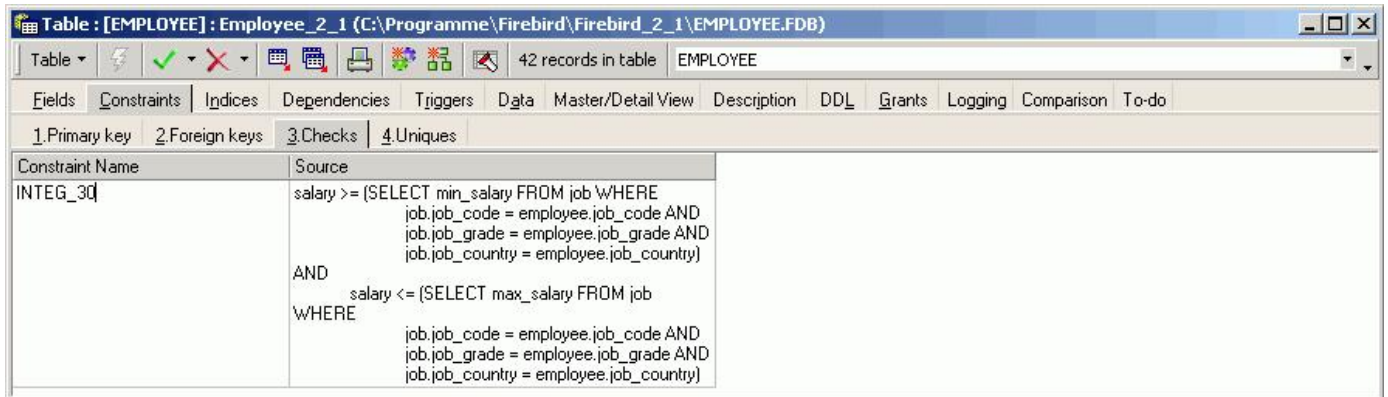 Table : [EMPLOYEE] : Employee_2_1 (C:\Programme\Firebird\Firebird_2_1\EMPLOYEE.FDB)
Table 42 records in table EMPLOYEE
Fields Constraints Indices Dependencies Triggers Data Master/Detail View Description DDL Grants Logging Comparison To-do
1.Primary key 2.Foreign keys 3.Checks 4.Uniques
Constraint Name Source
INTEG_30 salary >= (SELECT min_salary FROM job WHERE
job.job_code = employee.job_code AND
job.job_grade = employee.job_grade AND
job.job_country = employee.job_country)
AND
salary <= (SELECT max_salary FROM job
WHERE
job.job_code = employee.job_code AND
job.job_grade = employee.job_grade AND
job.job_country = employee.job_country)